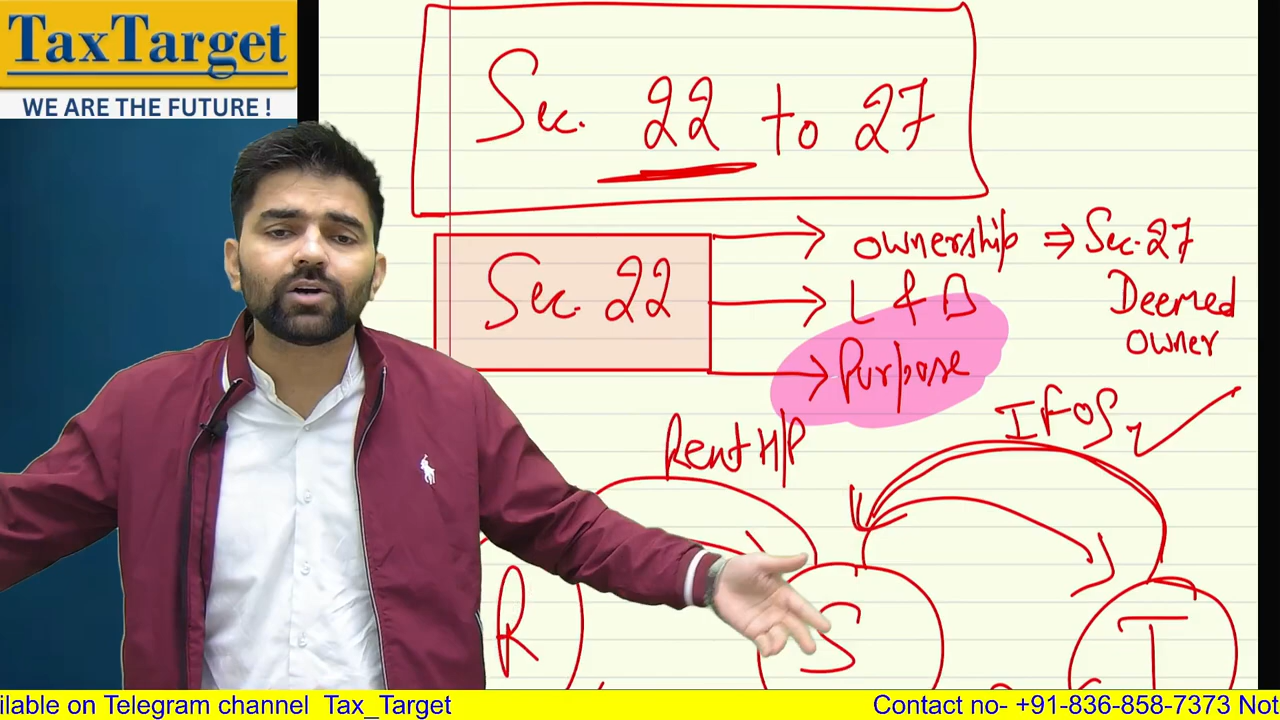 TaxTarget
WE ARE THE FUTURE !
Sec. 22 to 27
Sec. 22
ownership ⇒ Sec. 27
L & B
Deemed
owner
Purpose
Rent H/P
IFOS
R
S
T
ilable on Telegram channel Tax_Target
Contact no- +91-836-858-7373 Not